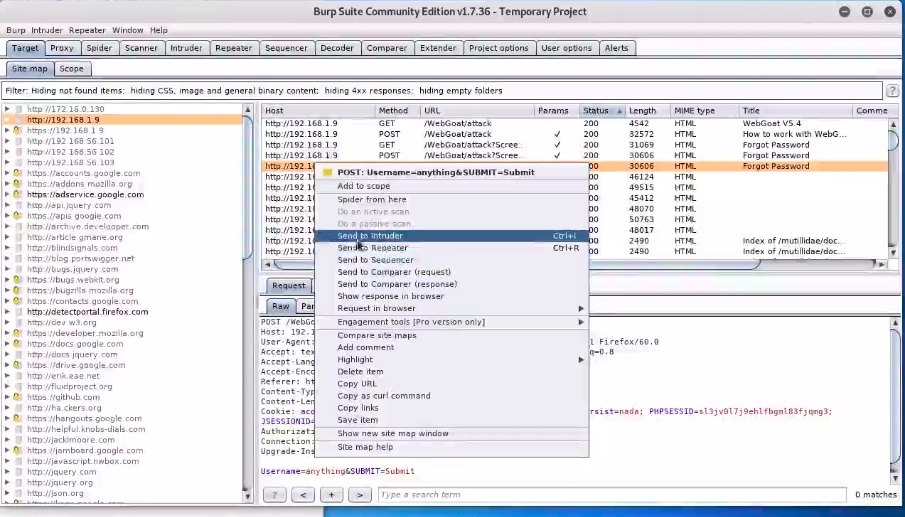 Burp Suite Community Edition v1.7.36 - Temporary Project
Burp Intruder Repeater Window Help
Target Proxy Spider Scanner Intruder Repeater Sequencer Decoder Comparer Extender Project options User options Alerts
Site map Scope
Filter: Hiding not found items; hiding CSS, image and general binary content; hiding 4xx responses; hiding empty folders ?
http://172.16.0.130
http://192.168.1.9
https://192.168.1.9
http://192.168.56.101
http://192.168.56.102
http://192.168.56.103
https://accounts.google.com
https://addons.mozilla.org
https://adservice.google.com
http://api.jquery.com
https://apis.google.com
http://archive.developer.com
http://article.gmane.org
http://blindsignals.com
http://blog.portswigger.net
http://bugs.jquery.com
https://bugs.webkit.org
https://bugzilla.mozilla.org
https://contacts.google.com
http://detectportal.firefox.com
http://dev.w3.org
https://developer.mozilla.org
https://docs.google.com
http://docs.jquery.com
https://drive.google.com
http://erik.eae.net
http://fluidproject.org
https://github.com
http://ha.ckers.org
https://hangouts.google.com
http://helpful.knobs-dials.com
http://jacklmoore.com
https://jamboard.google.com
http://javascript.nwbox.com
http://jquery.com
http://jquery.org
http://json.org
Host Method URL Params Status Length MIME type Title Comme
http://192.168.1.9 GET /WebGoat/attack 200 4542 HTML WebGoat V5.4
http://192.168.1.9 POST /WebGoat/attack ✓ 200 32572 HTML How to work with WebG...
http://192.168.1.9 GET /WebGoat/attack?Scree... ✓ 200 31069 HTML Forgot Password
http://192.168.1.9 POST /WebGoat/attack?Scree... ✓ 200 30606 HTML Forgot Password
http://192.16 200 30606 HTML Forgot Password
http://192.16 200 46124 HTML
http://192.16 200 49515 HTML
http://192.16 200 45412 HTML
http://192.16 200 48070 HTML
http://192.16 200 50763 HTML
http://192.16 200 48017 HTML
http://192.16 200 2490 HTML Index of /mutillidae/doc...
http://192.16 200 2490 HTML Index of /mutillidae/doc...
POST: Username=anything&SUBMIT=Submit
Add to scope
Spider from here
Do an active scan
Do a passive scan
Send to Intruder Ctrl+I
Send to Repeater Ctrl+R
Send to Sequencer
Send to Comparer (request)
Send to Comparer (response)
Show response in browser
Request in browser
Engagement tools [Pro version only]
Compare site maps
Add comment
Highlight
Delete item
Copy URL
Copy as curl command
Copy links
Save item
Show new site map window
Site map help
Request
Raw Par
POST /WebGo
Host: 192.1
User-Agent: 1 Firefox/60.0
Accept: tex q=0.8
Accept-Lang
Accept-Enco
Referer: ht
Content-Typ
Content-Len
Cookie: aco rsist=nada; PHPSESSID=sl3jv0l7j9ehlfbgml83fjqmg3;
JSESSIONID=
Authorizati
Connection:
Upgrade-Ins
Username=anything&SUBMIT=Submit
? < + > Type a search term 0 matches